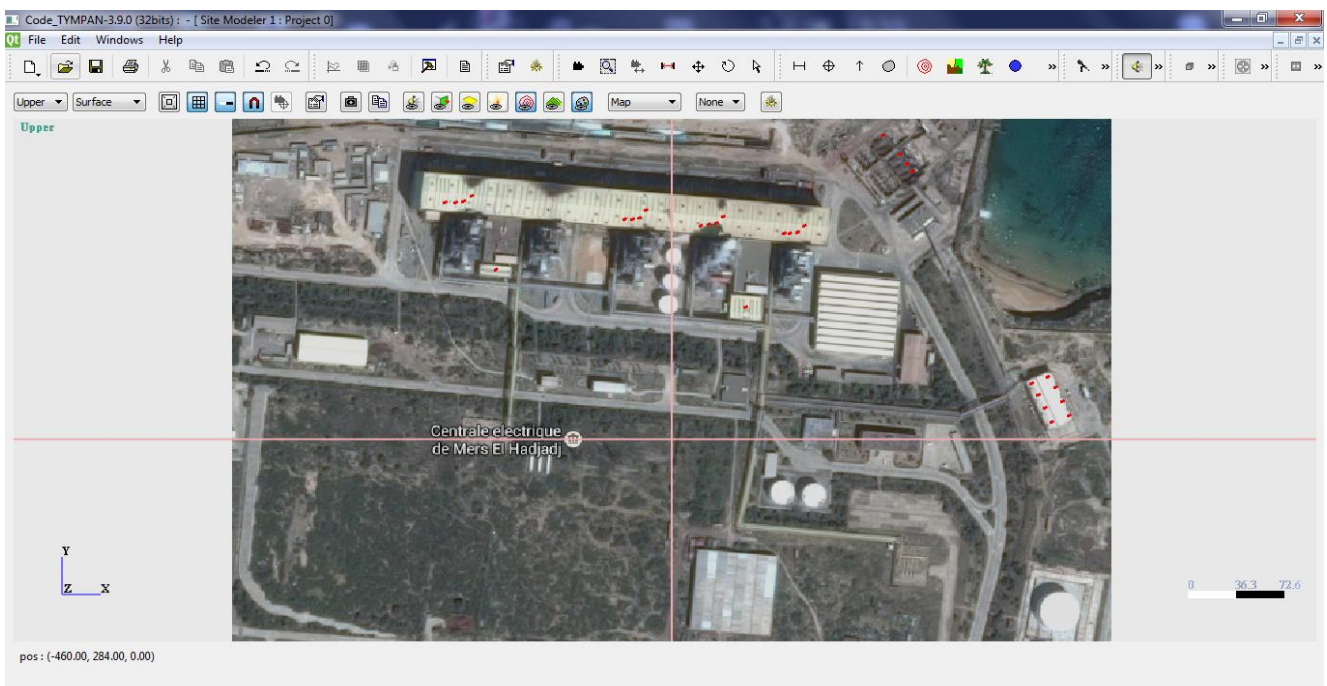 Code_TYMPAN-3.9.0 (32bits) : - [ Site Modeler 1 : Project 0]
File Edit Windows Help
Upper Surface Map None
Upper
Centrale electrique
de Mers El Hadjadj
Y
Z X
0 36.3 72.6
pos : (-460.00, 284.00, 0.00)